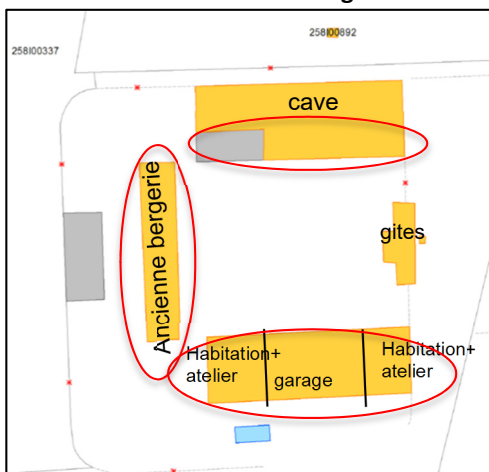 258I00892
258I00337
cave
Ancienne bergerie
gites
Habitation+
atelier
garage
Habitation+
atelier